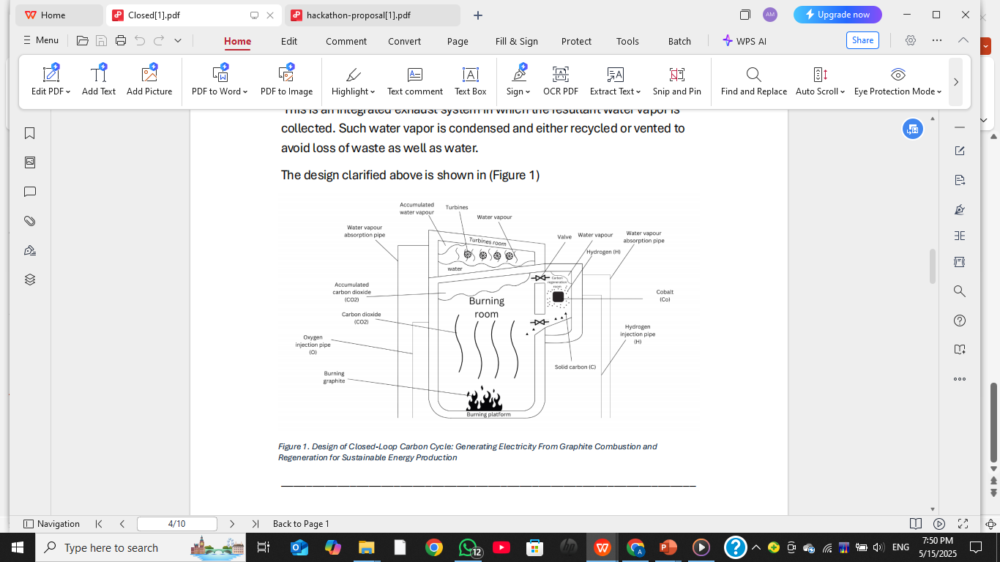 Home
Closed[1].pdf
hackathon-proposal[1].pdf
AM
Upgrade now
Menu
Home
Edit
Comment
Convert
Page
Fill & Sign
Protect
Tools
Batch
WPS AI
Share
Edit PDF
Add Text
Add Picture
PDF to Word
PDF to Image
Highlight
Text comment
Text Box
Sign
OCR PDF
Extract Text
Snip and Pin
Find and Replace
Auto Scroll
Eye Protection Mode
This is an integrated exhaust system in which the resultant water vapor is
collected. Such water vapor is condensed and either recycled or vented to
avoid loss of waste as well as water.
The design clarified above is shown in (Figure 1)
Accumulated
water vapour
Turbines
Water vapour
Water vapour
absorption pipe
Turbines room
Valve
Water vapour
Water vapour
absorption pipe
Hydrogen (H)
water
Carbon
regeneration
room
Accumulated
carbon dioxide
(CO2)
Burning
room
Cobalt
(Co)
Carbon dioxide
(CO2)
Hydrogen
injection pipe
(H)
Oxygen
injection pipe
(O)
Solid carbon (C)
Burning
graphite
Burning platform
Figure 1. Design of Closed-Loop Carbon Cycle: Generating Electricity From Graphite Combustion and
Regeneration for Sustainable Energy Production
Navigation
4/10
Back to Page 1
Type here to search
12
ENG
7:50 PM
5/15/2025